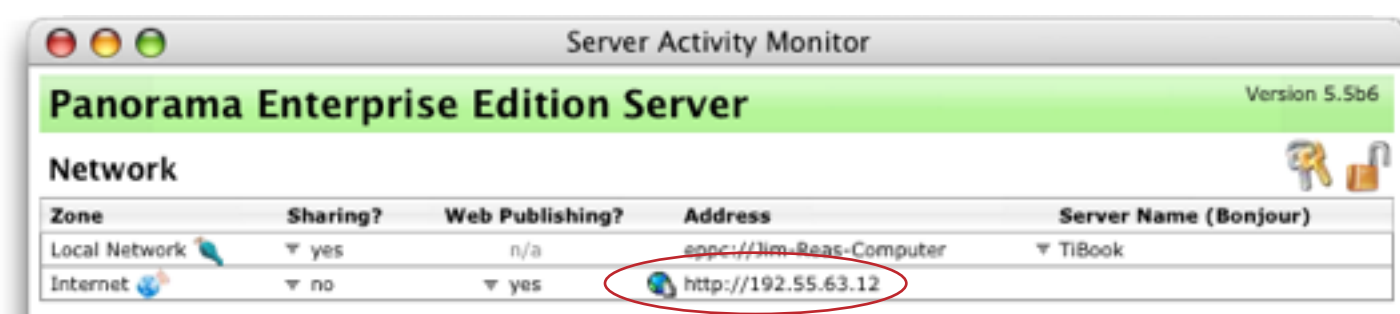 Server Activity Monitor
Panorama Enterprise Edition Server Version 5.5b6
Network
Zone Sharing? Web Publishing? Address Server Name (Bonjour)
Local Network yes n/a eppc://Jim-Reas-Computer TiBook
Internet no yes http://192.55.63.12